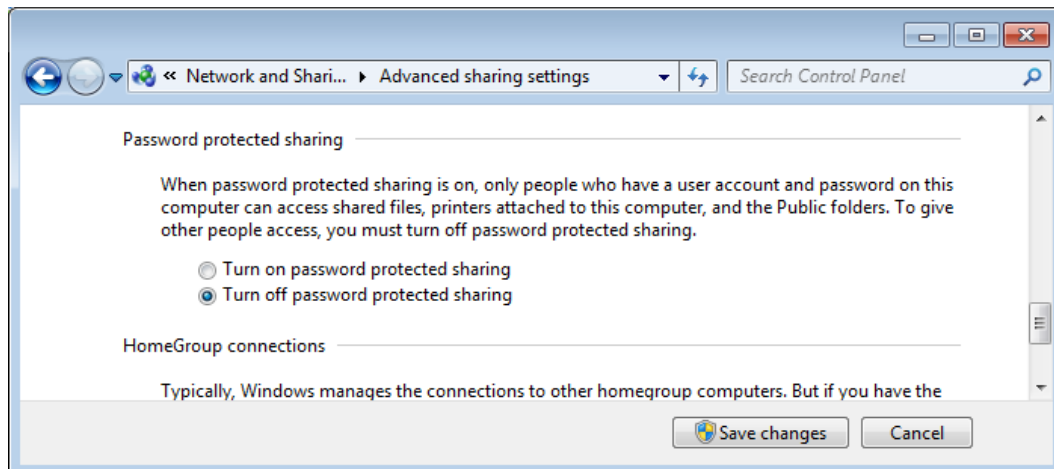 « Network and Shari... ▸ Advanced sharing settings
Search Control Panel
Password protected sharing
When password protected sharing is on, only people who have a user account and password on this
computer can access shared files, printers attached to this computer, and the Public folders. To give
other people access, you must turn off password protected sharing.
Turn on password protected sharing
Turn off password protected sharing
HomeGroup connections
Typically, Windows manages the connections to other homegroup computers. But if you have the
Save changes
Cancel